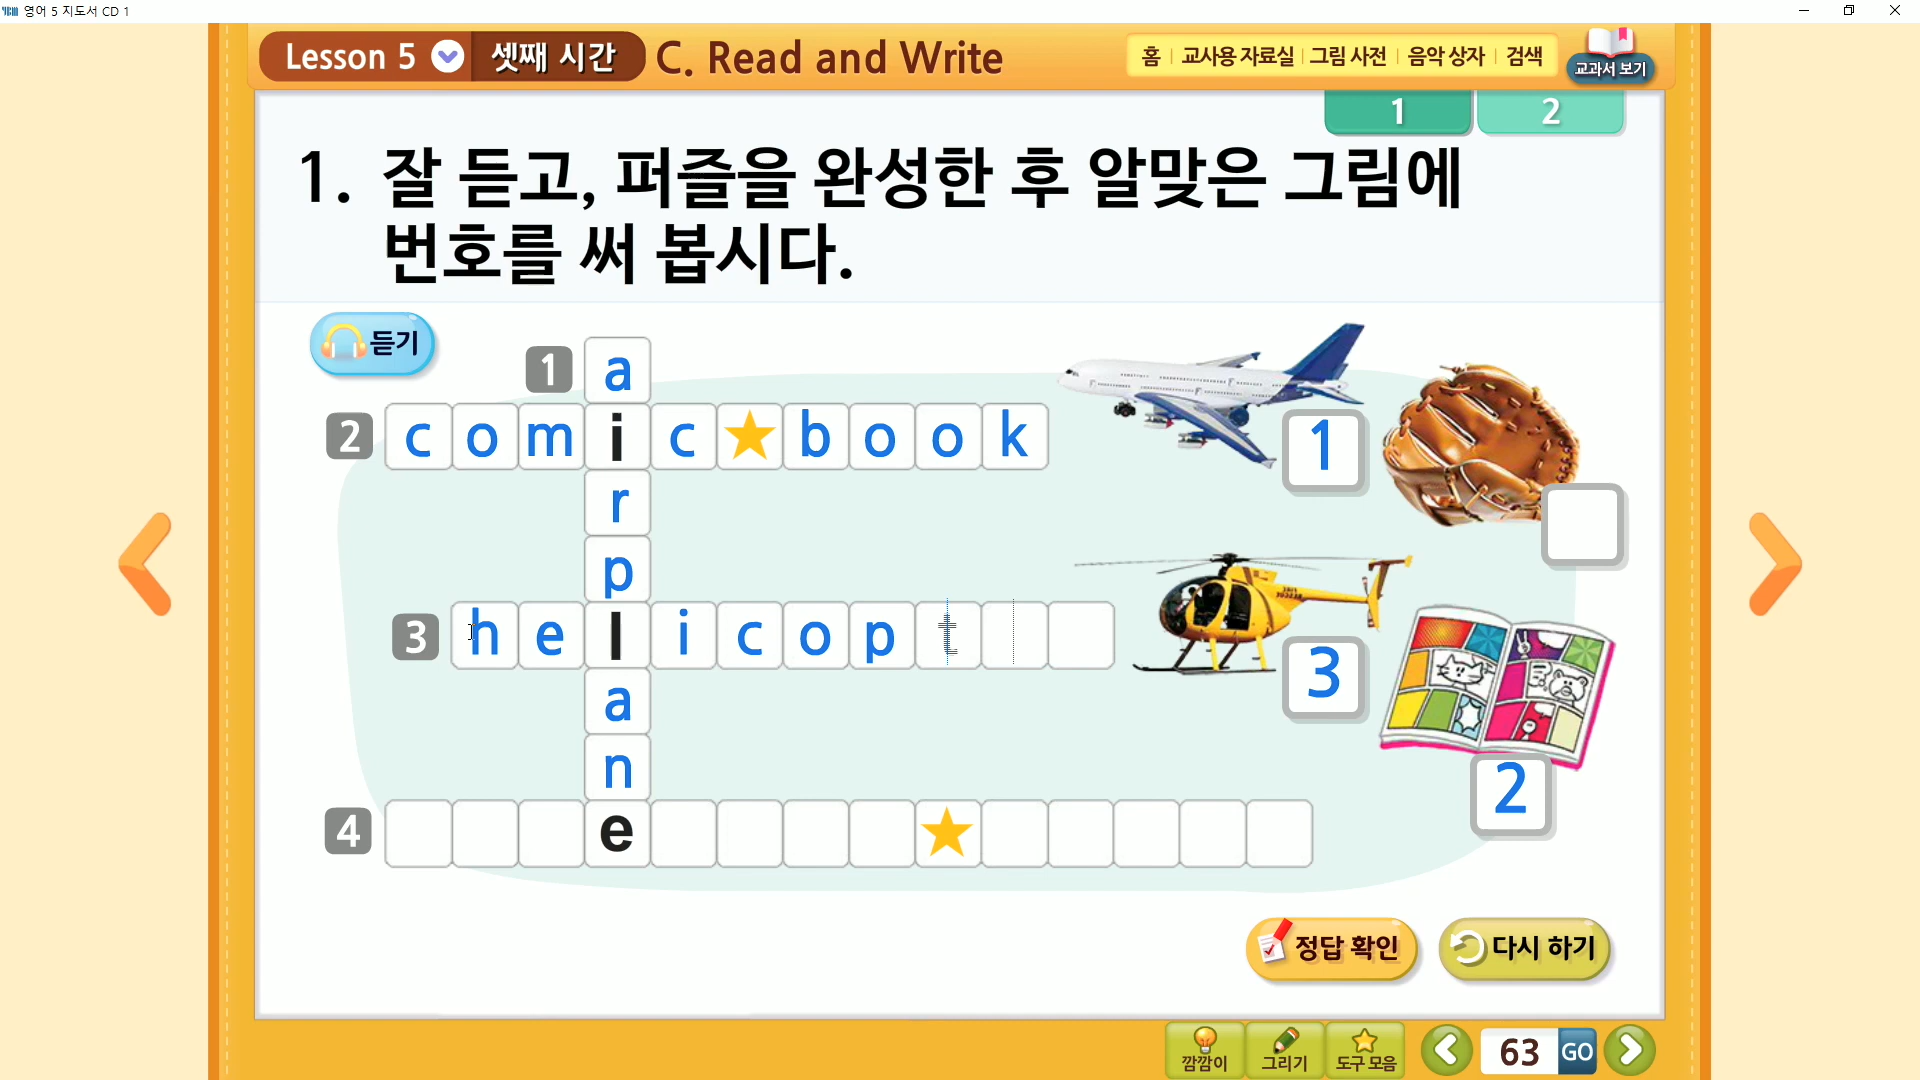 영어 5 지도서 CD 1
Lesson 5 셋째 시간 C. Read and Write
홈 교사용 자료실 그림 사전 음악 상자 검색 교과서 보기
1 2
1. 잘 듣고, 퍼즐을 완성한 후 알맞은 그림에
번호를 써 봅시다.
듣기
1 a
2 c o m i c b o o k
r
p
3 h e l i c o p t
a
n
4 e
1
3
2
정답 확인 다시 하기
깜깜이 그리기 도구 모음 63 GO